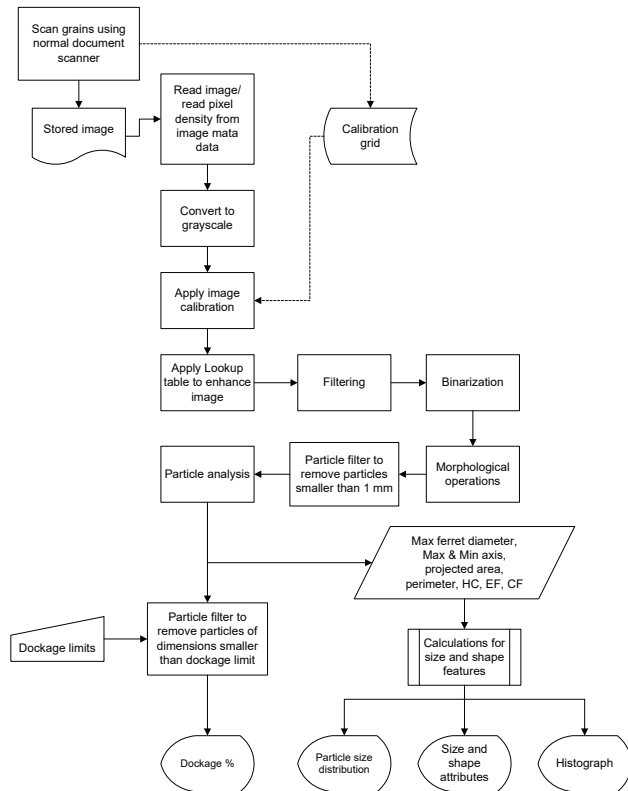 Scan grains using
normal document
scanner
Stored image
Read image/
read pixel
density from
image mata
data
Calibration
grid
Convert to
grayscale
Apply image
calibration
Apply Lookup
table to enhance
image
Filtering
Binarization
Morphological
operations
Particle filter to
remove particles
smaller than 1 mm
Particle analysis
Max ferret diameter,
Max & Min axis,
projected area,
perimeter, HC, EF, CF
Dockage limits
Particle filter to
remove particles of
dimensions smaller
than dockage limit
Calculations for
size and shape
features
Dockage %
Particle size
distribution
Size and
shape
attributes
Histograph